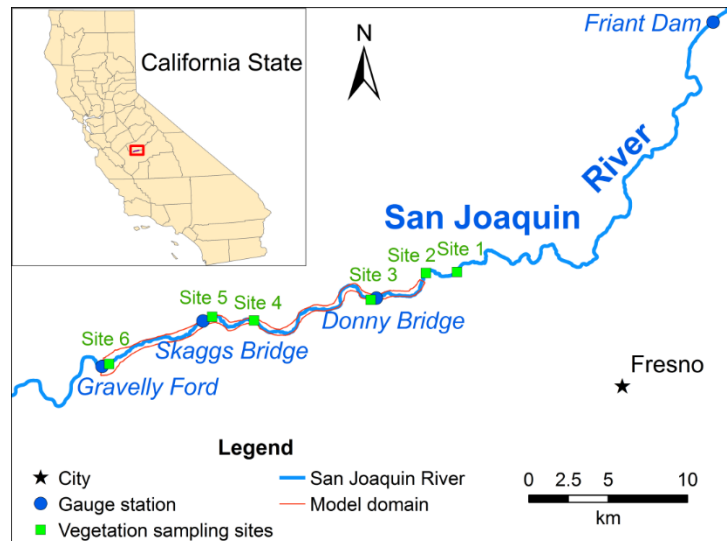 California State
N
Friant Dam
River
San Joaquin
Site 1
Site 2
Site 3
Donny Bridge
Site 4
Site 5
Skaggs Bridge
Site 6
Gravelly Ford
Fresno
Legend
City
Gauge station
Vegetation sampling sites
San Joaquin River
Model domain
0 2.5 5 10
km